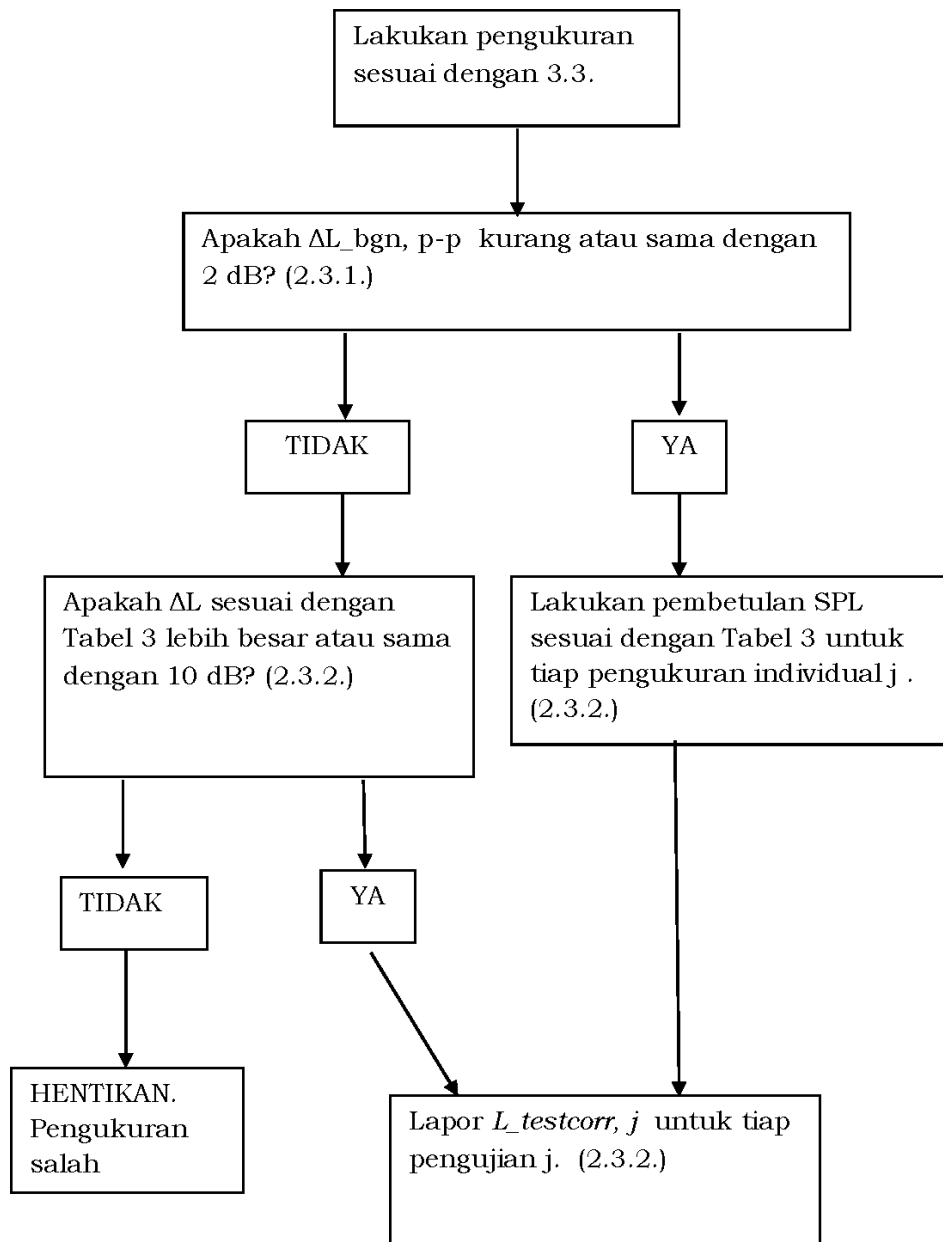 Lakukan pengukuran
sesuai dengan 3.3.
Apakah ΔL_bgn, p-p kurang atau sama dengan
2 dB? (2.3.1.)
TIDAK
YA
Apakah ΔL sesuai dengan
Tabel 3 lebih besar atau sama
dengan 10 dB? (2.3.2.)
Lakukan pembetulan SPL
sesuai dengan Tabel 3 untuk
tiap pengukuran individual j .
(2.3.2.)
TIDAK
YA
HENTIKAN.
Pengukuran
salah
Lapor L_testcorr, j untuk tiap
pengujian j. (2.3.2.)